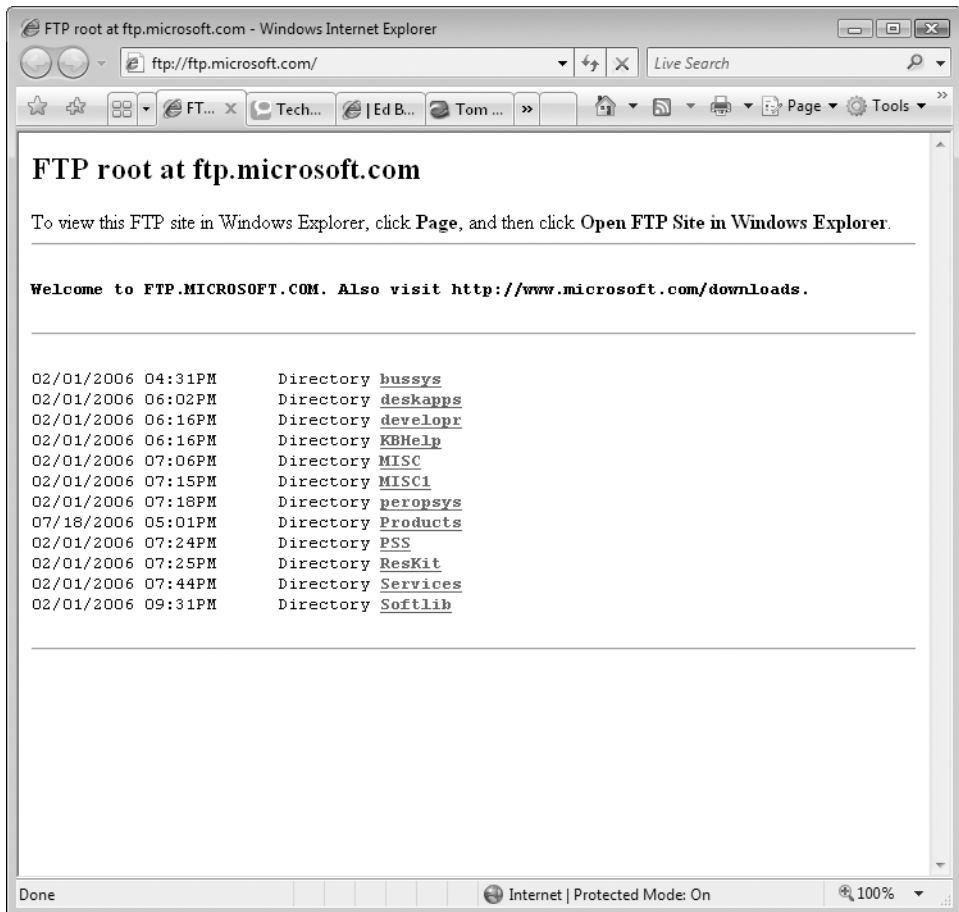 FTP root at ftp.microsoft.com - Windows Internet Explorer
ftp://ftp.microsoft.com/
Live Search
FT...
Tech...
| Ed B...
Tom ...
Page
Tools
FTP root at ftp.microsoft.com
To view this FTP site in Windows Explorer, click Page, and then click Open FTP Site in Windows Explorer.
Welcome to FTP.MICROSOFT.COM. Also visit http://www.microsoft.com/downloads.
02/01/2006 04:31PM Directory bussys
02/01/2006 06:02PM Directory deskapps
02/01/2006 06:16PM Directory developr
02/01/2006 06:16PM Directory KBHelp
02/01/2006 07:06PM Directory MISC
02/01/2006 07:15PM Directory MISC1
02/01/2006 07:18PM Directory peropsys
07/18/2006 05:01PM Directory Products
02/01/2006 07:24PM Directory PSS
02/01/2006 07:25PM Directory ResKit
02/01/2006 07:44PM Directory Services
02/01/2006 09:31PM Directory Softlib
Done
Internet | Protected Mode: On
100%